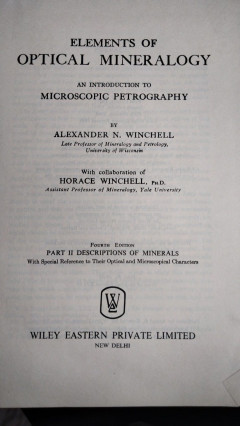 ELEMENTS OF
OPTICAL MINERALOGY
AN INTRODUCTION TO
MICROSCOPIC PETROGRAPHY
BY
ALEXANDER N. WINCHELL
Late Professor of Mineralogy and Petrology,
University of Wisconsin
With collaboration of
HORACE WINCHELL, PH.D.
Assistant Professor of Mineralogy, Yale University
FOURTH EDITION
PART II DESCRIPTIONS OF MINERALS
With Special Reference to Their Optical and Microscopical Characters
WILEY EASTERN PRIVATE LIMITED
NEW DELHI